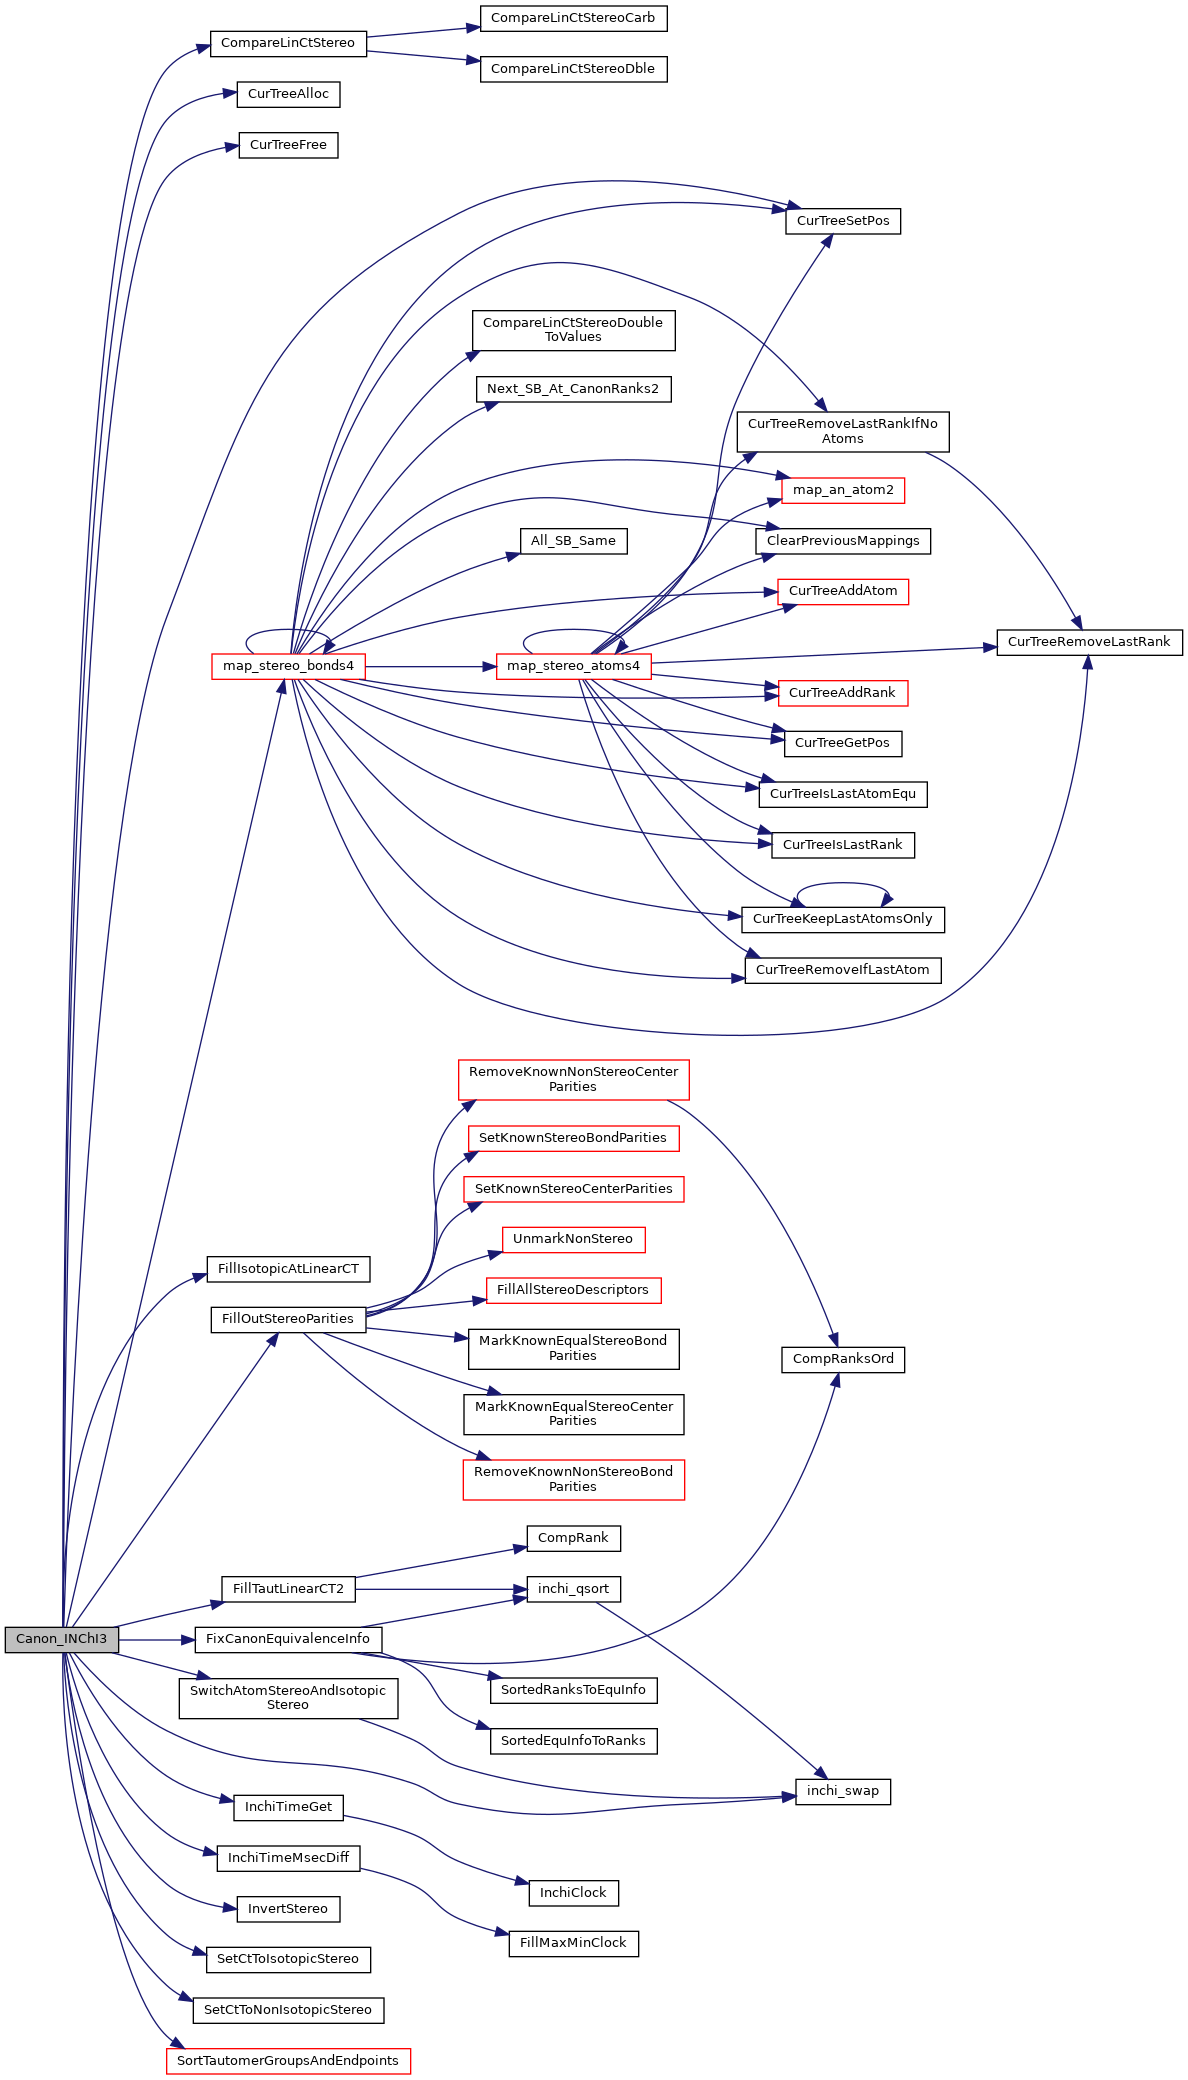 CompareLinCtStereoCarb
CompareLinCtStereo
CompareLinCtStereoDble
CurTreeAlloc
CurTreeFree
CurTreeSetPos
CompareLinCtStereoDouble
ToValues
Next_SB_At_CanonRanks2
CurTreeRemoveLastRankIfNo
Atoms
map_an_atom2
All_SB_Same
ClearPreviousMappings
CurTreeAddAtom
CurTreeRemoveLastRank
map_stereo_bonds4
map_stereo_atoms4
CurTreeAddRank
CurTreeGetPos
CurTreeIsLastAtomEqu
CurTreeIsLastRank
CurTreeKeepLastAtomsOnly
CurTreeRemoveIfLastAtom
RemoveKnownNonStereoCenter
Parities
SetKnownStereoBondParities
SetKnownStereoCenterParities
UnmarkNonStereo
FillIsotopicAtLinearCT
FillAllStereoDescriptors
FillOutStereoParities
MarkKnownEqualStereoBond
Parities
CompRanksOrd
MarkKnownEqualStereoCenter
Parities
RemoveKnownNonStereoBond
Parities
CompRank
FillTautLinearCT2
inchi_qsort
Canon_INChI3
FixCanonEquivalenceInfo
SwitchAtomStereoAndIsotopic
Stereo
SortedRanksToEquInfo
SortedEquInfoToRanks
inchi_swap
InchiTimeGet
InchiTimeMsecDiff
InchiClock
InvertStereo
FillMaxMinClock
SetCtToIsotopicStereo
SetCtToNonIsotopicStereo
SortTautomerGroupsAndEndpoints